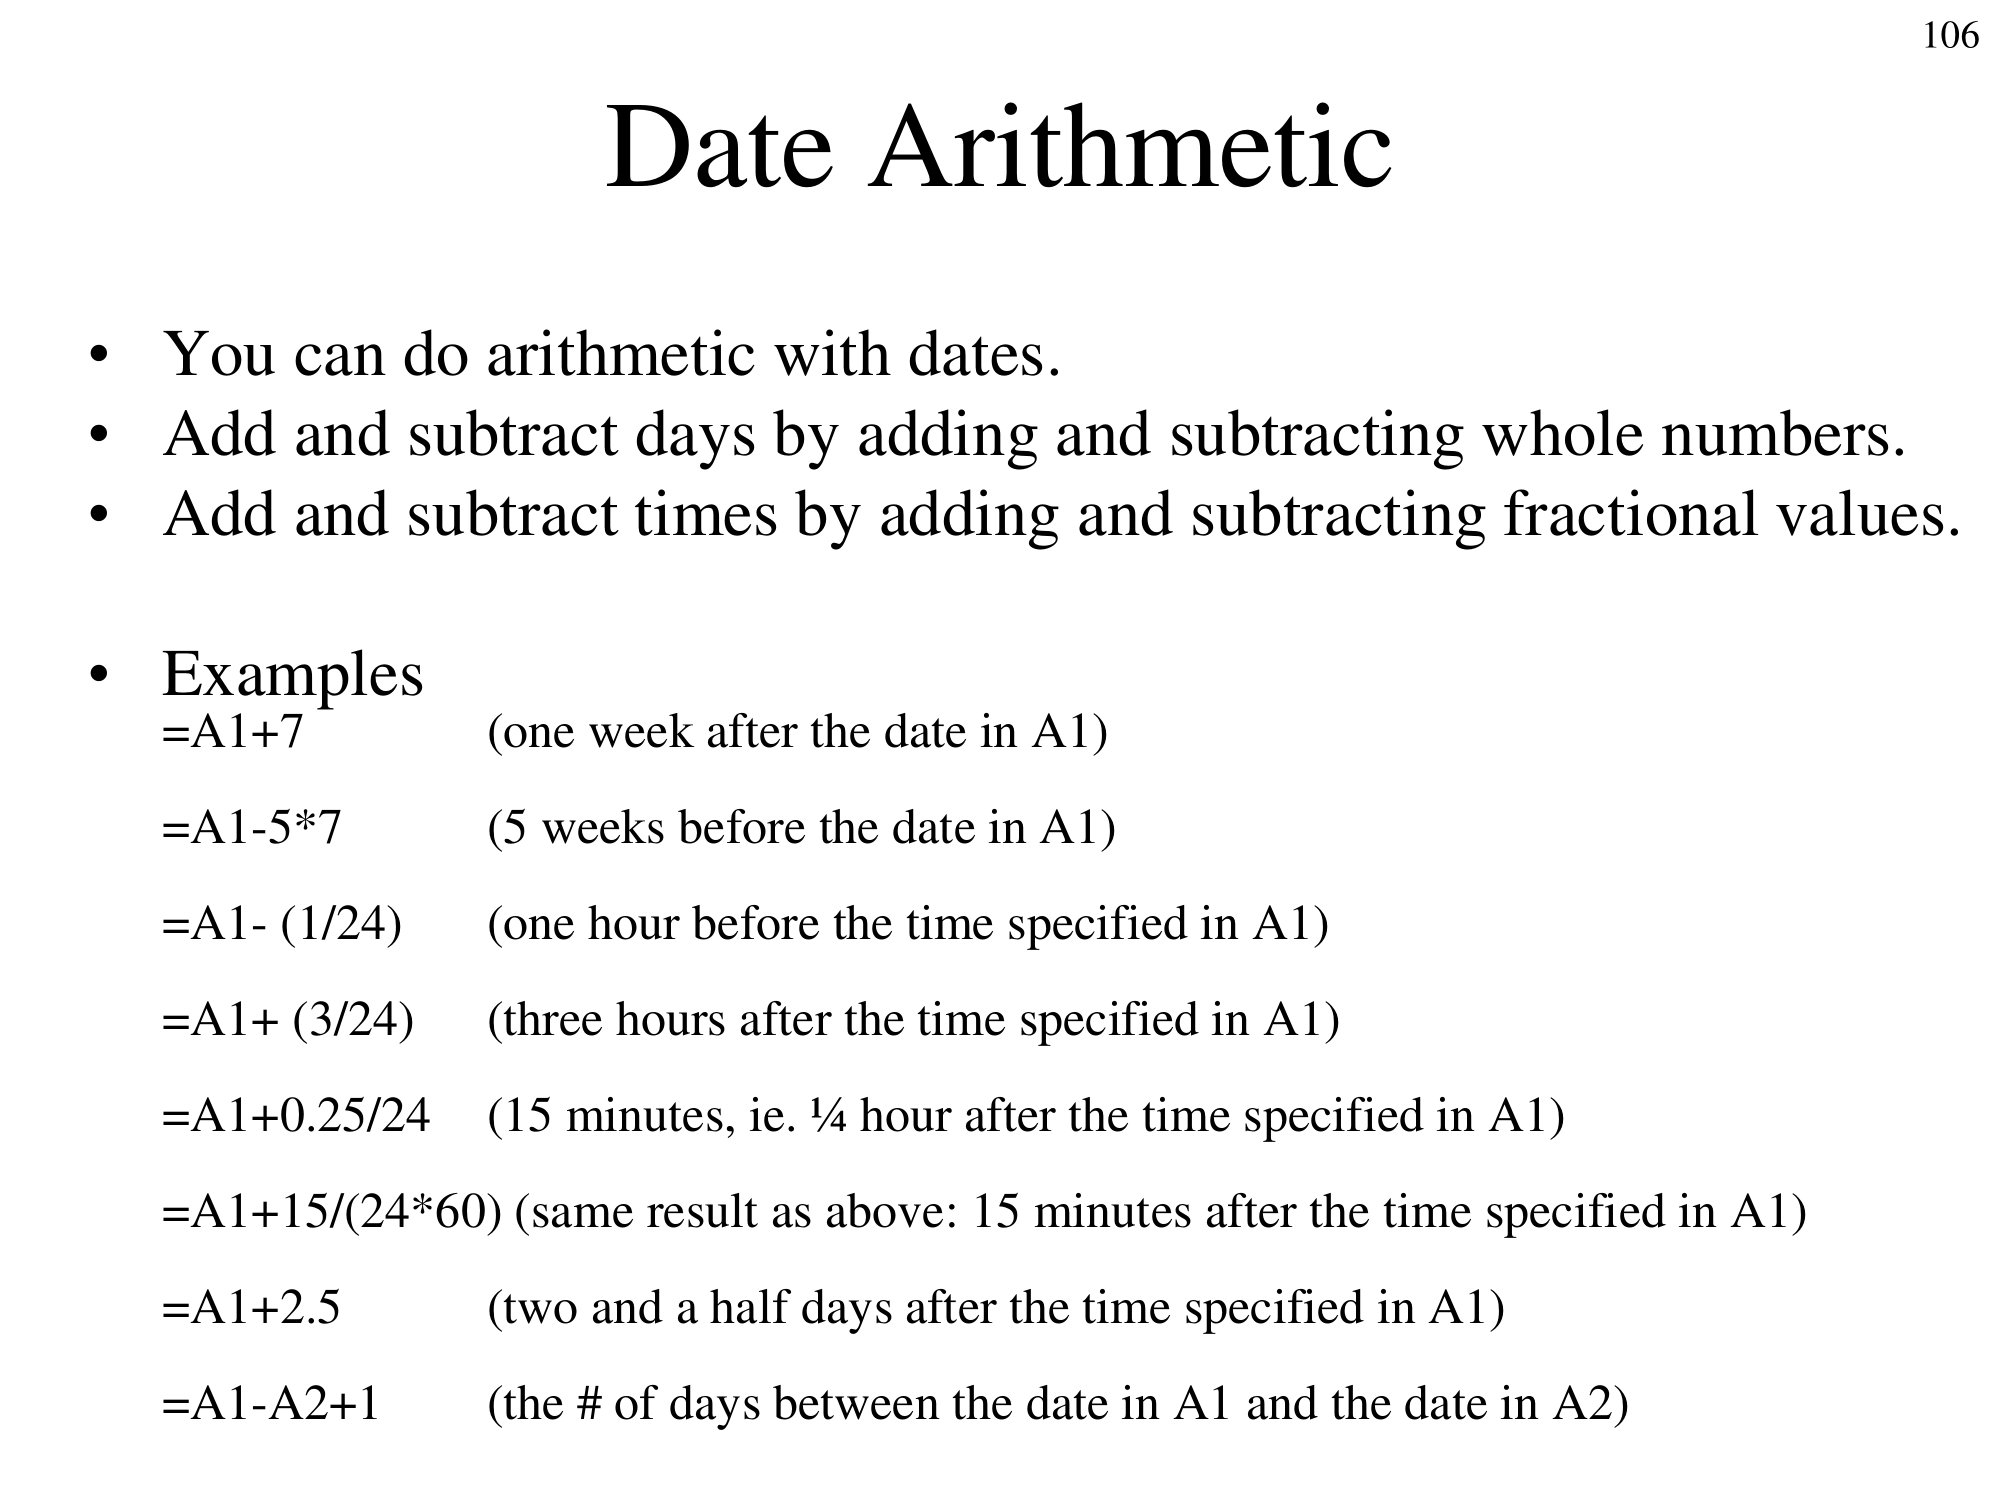 106
Date Arithmetic
• You can do arithmetic with dates.
• Add and subtract days by adding and subtracting whole numbers.
• Add and subtract times by adding and subtracting fractional values.
• Examples
=A1+7 (one week after the date in A1)
=A1-5*7 (5 weeks before the date in A1)
=A1- (1/24) (one hour before the time specified in A1)
=A1+ (3/24) (three hours after the time specified in A1)
=A1+0.25/24 (15 minutes, ie. ¼ hour after the time specified in A1)
=A1+15/(24*60) (same result as above: 15 minutes after the time specified in A1)
=A1+2.5 (two and a half days after the time specified in A1)
=A1-A2+1 (the # of days between the date in A1 and the date in A2)